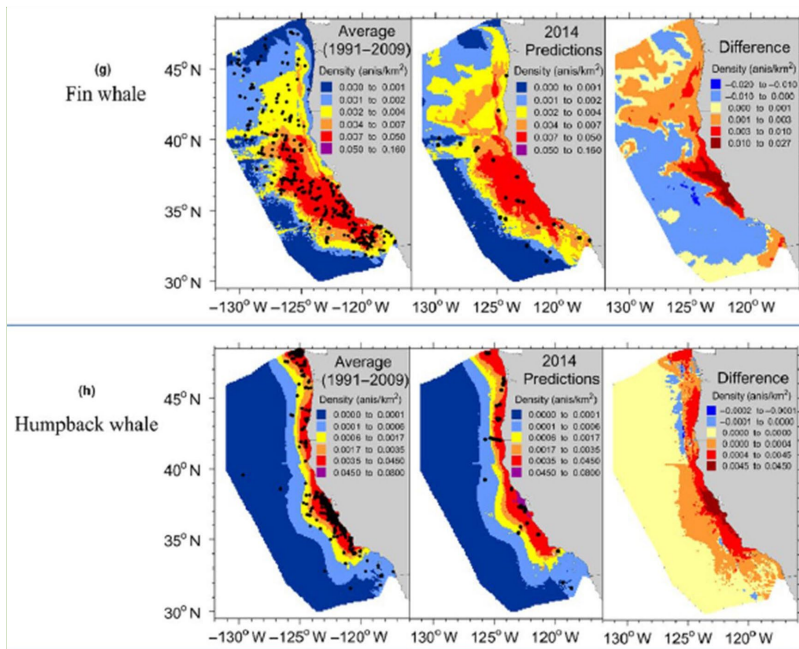 (g)
Fin whale
Average
(1991–2009)
Density (anis/km²)
0.000 to 0.001
0.001 to 0.002
0.002 to 0.004
0.004 to 0.007
0.007 to 0.050
0.050 to 0.160
2014
Predictions
Density (anis/km²)
0.000 to 0.001
0.001 to 0.002
0.002 to 0.004
0.004 to 0.007
0.007 to 0.050
0.050 to 0.160
Difference
Density (anis/km²)
−0.020 to −0.010
−0.010 to 0.000
0.000 to 0.001
0.001 to 0.003
0.003 to 0.010
0.010 to 0.027
45° N
40° N
35° N
30° N
−130° W −125° W −120° W
−130° W −125° W −120° W
−130° W −125° W −120° W
(h)
Humpback whale
Average
(1991–2009)
Density (anis/km²)
0.0000 to 0.0001
0.0001 to 0.0006
0.0006 to 0.0017
0.0017 to 0.0035
0.0035 to 0.0450
0.0450 to 0.0800
2014
Predictions
Density (anis/km²)
0.0000 to 0.0001
0.0001 to 0.0006
0.0006 to 0.0017
0.0017 to 0.0035
0.0035 to 0.0450
0.0450 to 0.0800
Difference
Density (anis/km²)
−0.0002 to −0.0001
−0.0001 to 0.0000
0.0000 to 0.0000
0.0000 to 0.0004
0.0004 to 0.0045
0.0045 to 0.0450
45° N
40° N
35° N
30° N
−130° W −125° W −120° W
−130° W −125° W −120° W
−130° W −125° W −120° W